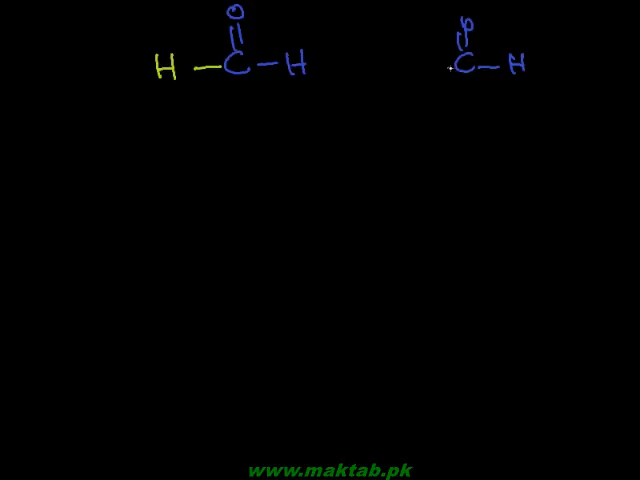 O O
H — C — H C — H
www.maktab.pk